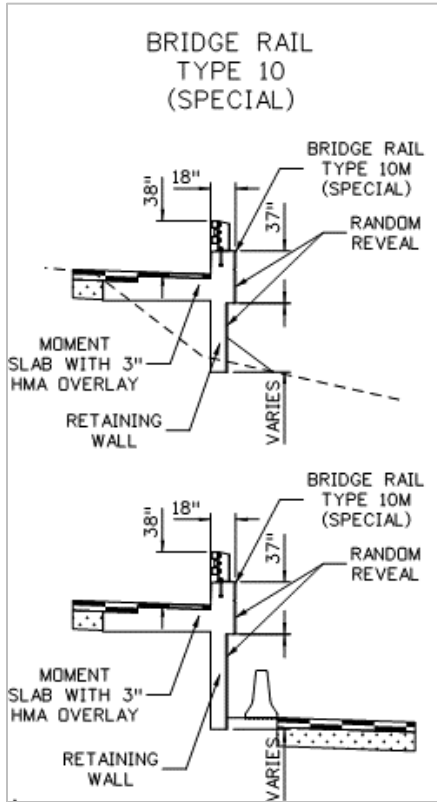 BRIDGE RAIL
TYPE 10
(SPECIAL)
BRIDGE RAIL
TYPE 10M
(SPECIAL)
18"
38"
37"
RANDOM
REVEAL
MOMENT
SLAB WITH 3"
HMA OVERLAY
RETAINING
WALL
VARIES
BRIDGE RAIL
TYPE 10M
(SPECIAL)
18"
38"
37"
RANDOM
REVEAL
MOMENT
SLAB WITH 3"
HMA OVERLAY
RETAINING
WALL
VARIES